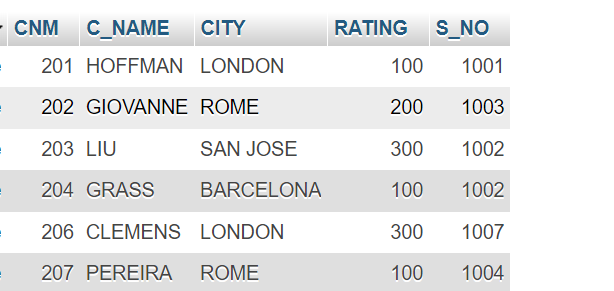 CNM C_NAME CITY RATING S_NO
201 HOFFMAN LONDON 100 1001
202 GIOVANNE ROME 200 1003
203 LIU SAN JOSE 300 1002
204 GRASS BARCELONA 100 1002
206 CLEMENS LONDON 300 1007
207 PEREIRA ROME 100 1004